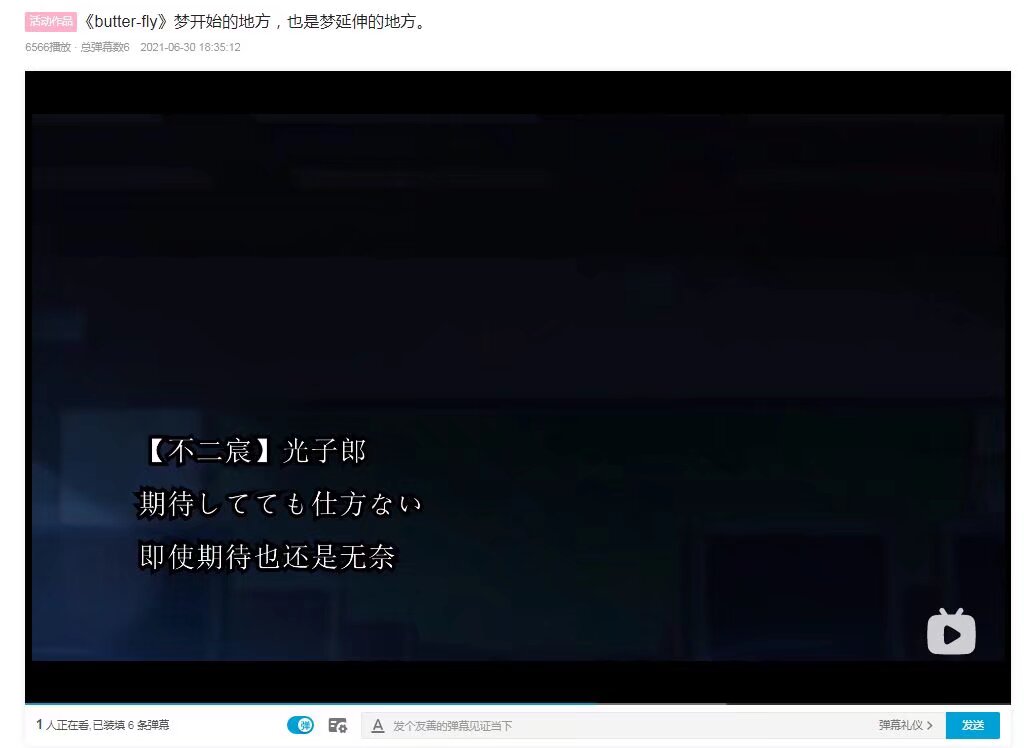 活动作品 《butter-fly》梦开始的地方，也是梦延伸的地方。
6566播放 · 总弹幕数6 2021-06-30 18:35:12
【不二宸】光子郎
期待してても仕方ない
即使期待也还是无奈
1 人正在看,已装填 6 条弹幕 弹 A 发个友善的弹幕见证当下 弹幕礼仪 > 发送